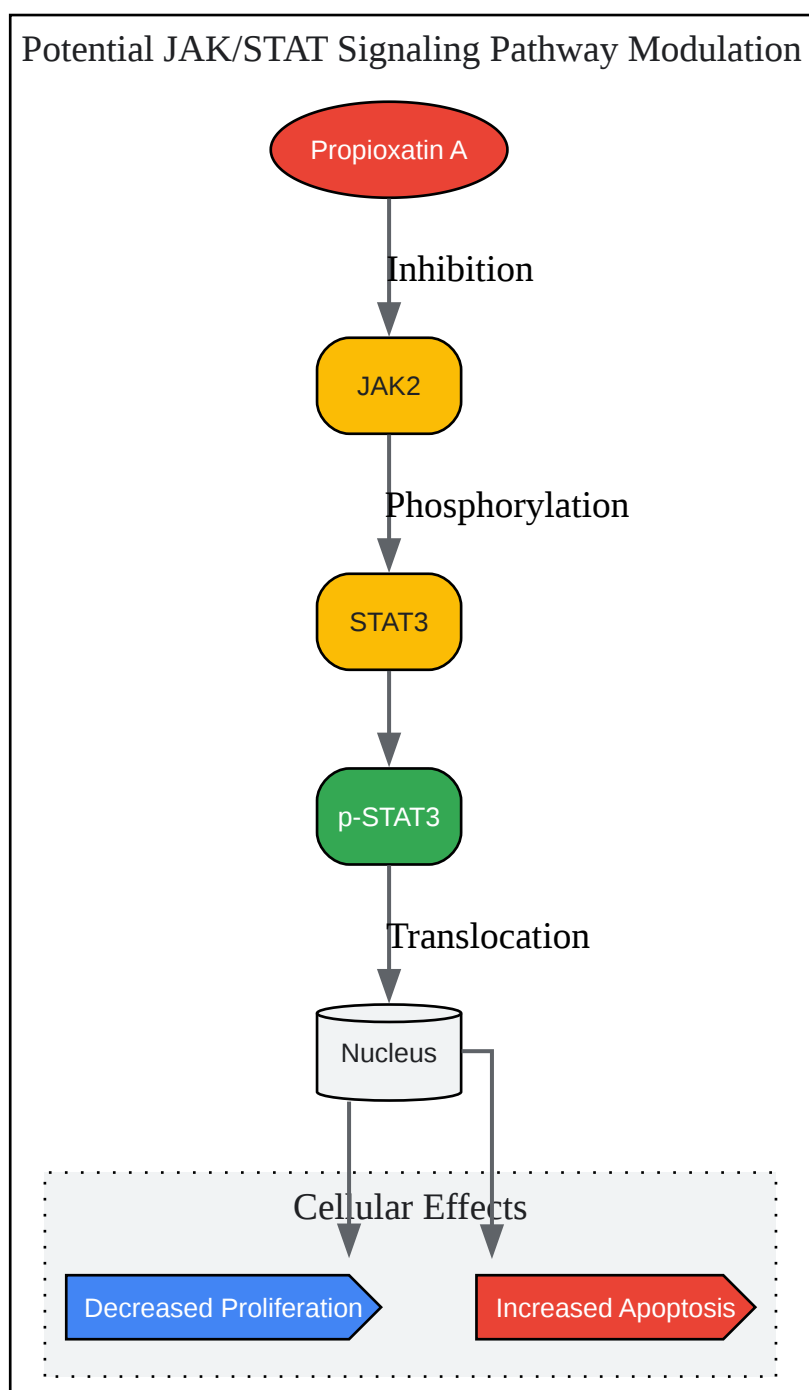 Potential JAK/STAT Signaling Pathway Modulation
Propioxatin A
Inhibition
JAK2
Phosphorylation
STAT3
p-STAT3
Translocation
Nucleus
Cellular Effects
Decreased Proliferation
Increased Apoptosis